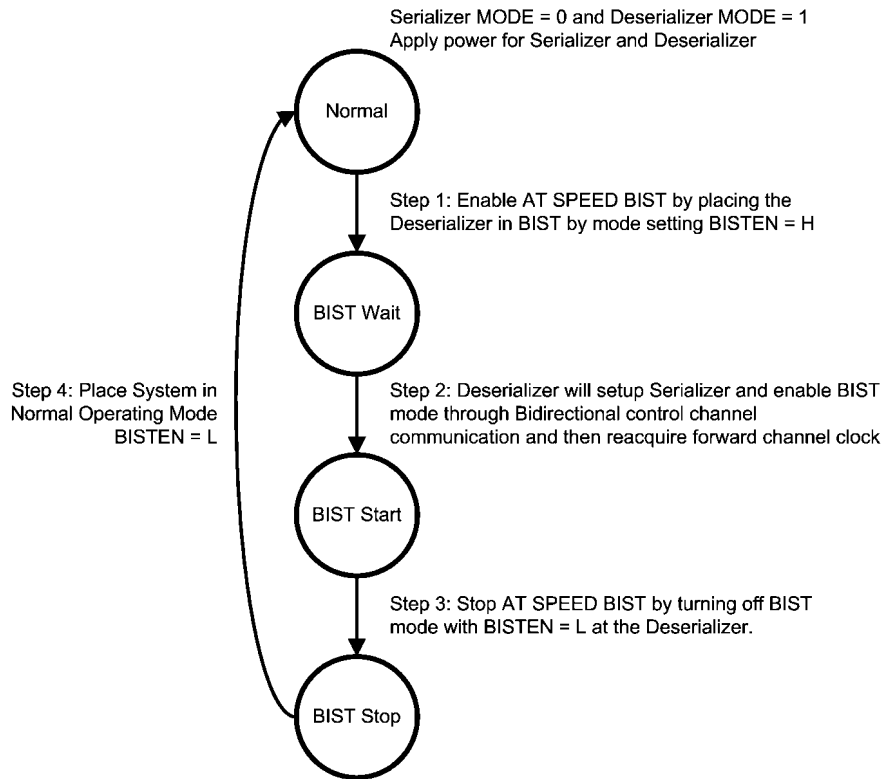 Serializer MODE = 0 and Deserializer MODE = 1
Apply power for Serializer and Deserializer
Normal
Step 1: Enable AT SPEED BIST by placing the
Deserializer in BIST by mode setting BISTEN = H
BIST Wait
Step 2: Deserializer will setup Serializer and enable BIST
mode through Bidirectional control channel
communication and then reacquire forward channel clock
BIST Start
Step 3: Stop AT SPEED BIST by turning off BIST
mode with BISTEN = L at the Deserializer.
BIST Stop
Step 4: Place System in
Normal Operating Mode
BISTEN = L